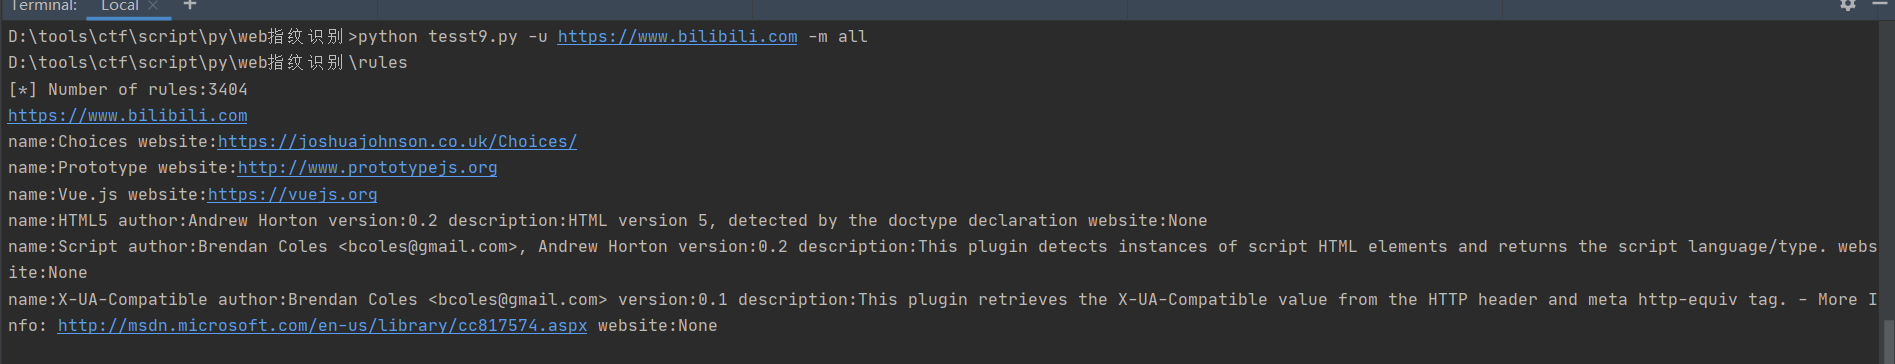 Terminal: Local × +
D:\tools\ctf\script\py\web指纹识别>python tesst9.py -u https://www.bilibili.com -m all
D:\tools\ctf\script\py\web指纹识别\rules
[*] Number of rules:3404
https://www.bilibili.com
name:Choices website:https://joshuajohnson.co.uk/Choices/
name:Prototype website:http://www.prototypejs.org
name:Vue.js website:https://vuejs.org
name:HTML5 author:Andrew Horton version:0.2 description:HTML version 5, detected by the doctype declaration website:None
name:Script author:Brendan Coles <bcoles@gmail.com>, Andrew Horton version:0.2 description:This plugin detects instances of script HTML elements and returns the script language/type. webs
ite:None
name:X-UA-Compatible author:Brendan Coles <bcoles@gmail.com> version:0.1 description:This plugin retrieves the X-UA-Compatible value from the HTTP header and meta http-equiv tag. - More I
nfo: http://msdn.microsoft.com/en-us/library/cc817574.aspx website:None